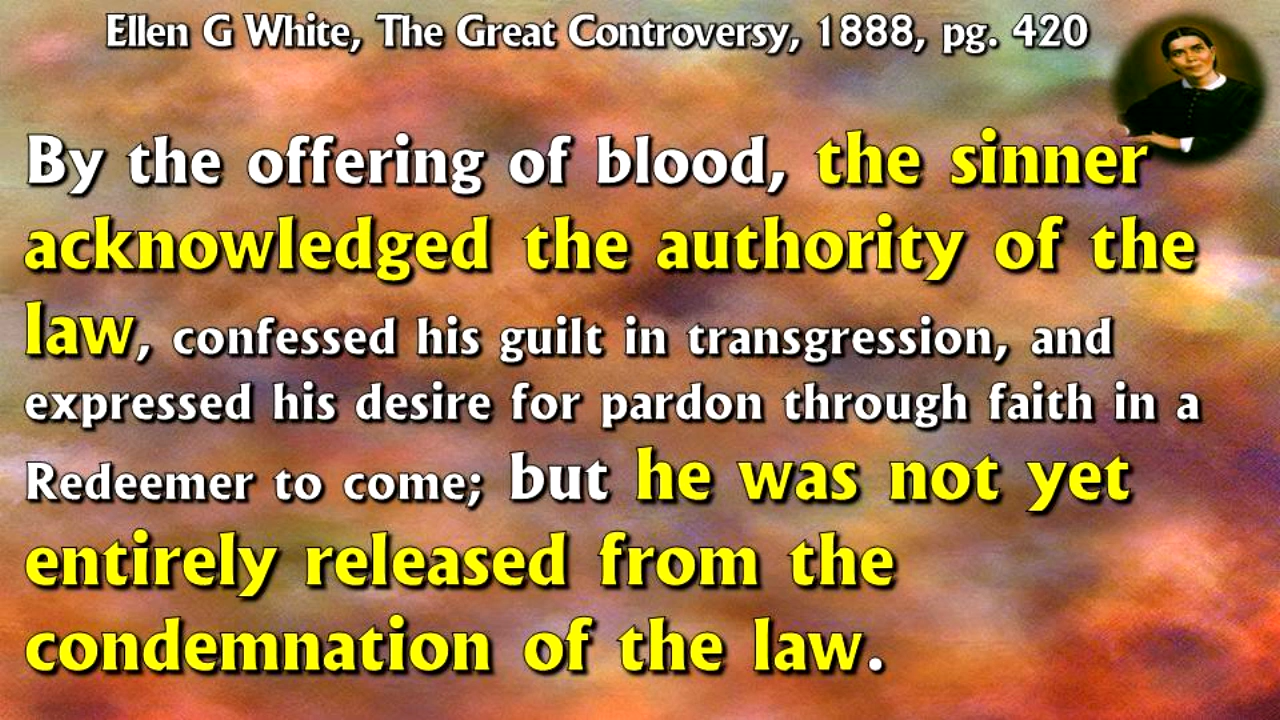 Ellen G White, The Great Controversy, 1888, pg. 420
By the offering of blood, the sinner
acknowledged the authority of the
law, confessed his guilt in transgression, and
expressed his desire for pardon through faith in a
Redeemer to come; but he was not yet
entirely released from the
condemnation of the law.